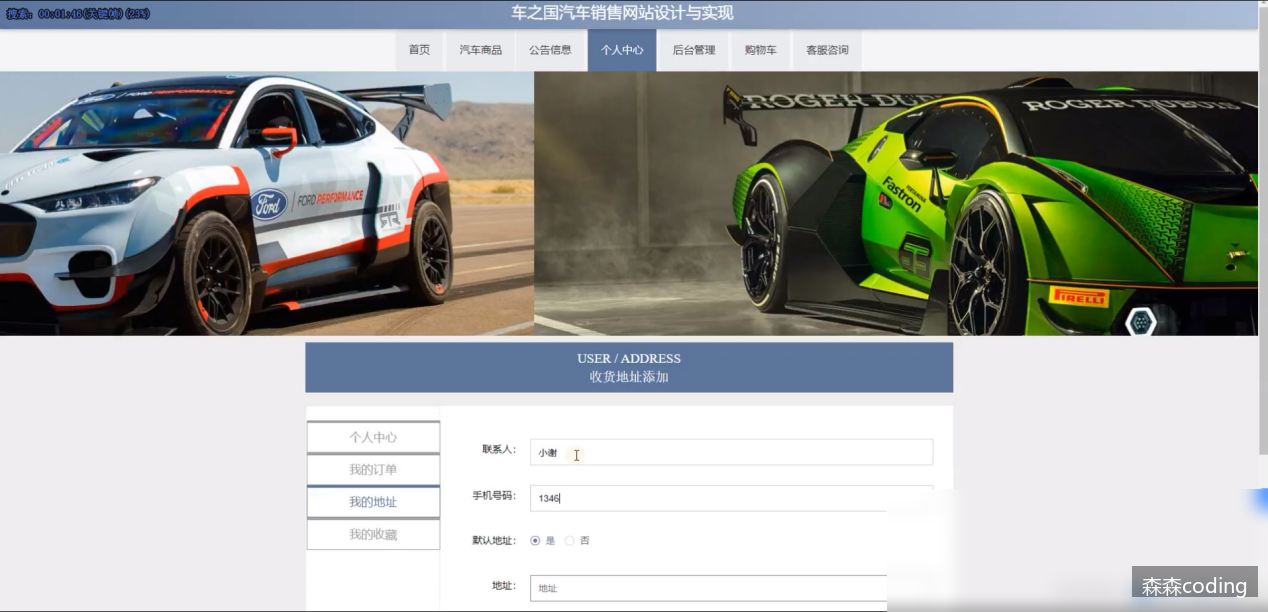 搜索: 00:01:46(关键帧)(23%)
车之国汽车销售网站设计与实现
首页 汽车商品 公告信息 个人中心 后台管理 购物车 客服咨询
FORD PERFORMANCE
Ford
ROGER DUBUIS
ROGER DUBUIS
Fastron
PIRELLI
USER / ADDRESS
收货地址添加
个人中心
我的订单
我的地址
我的收藏
联系人: 小谢
手机号码: 1346
默认地址: 是 否
地址: 地址
森森coding